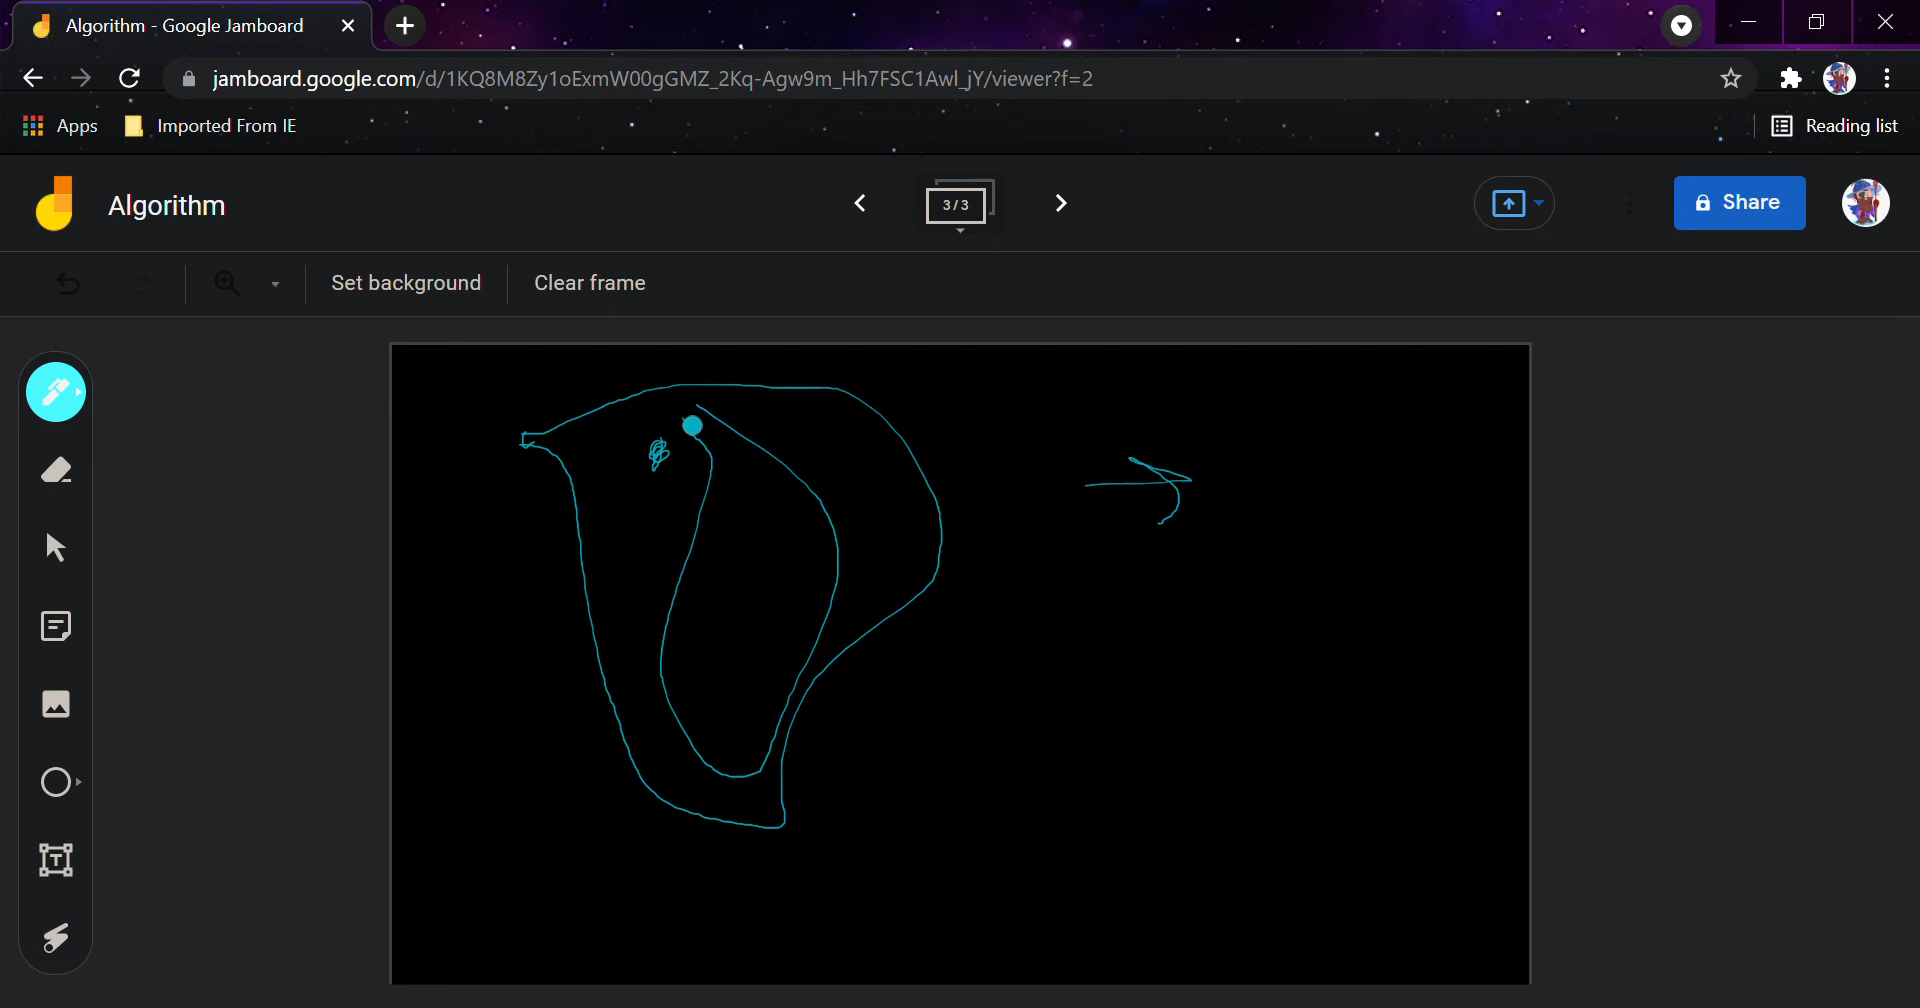 Algorithm - Google Jamboard
jamboard.google.com/d/1KQ8M8Zy1oExmW00gGMZ_2Kq-Agw9m_Hh7FSC1Awl_jY/viewer?f=2
Apps
Imported From IE
Reading list
Algorithm
3/3
Share
Set background
Clear frame
T